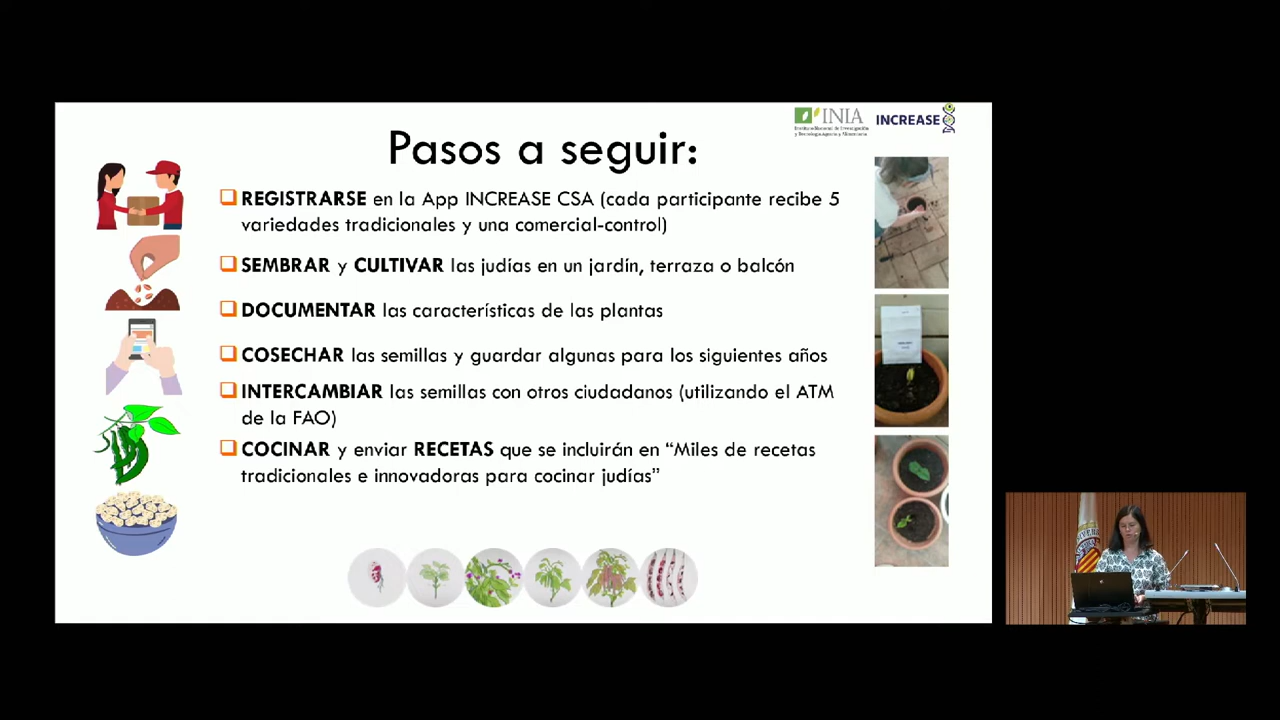 INIA
INCREASE
Pasos a seguir:
REGISTRARSE en la App INCREASE CSA (cada participante recibe 5
variedades tradicionales y una comercial-control)
SEMBRAR y CULTIVAR las judías en un jardín, terraza o balcón
DOCUMENTAR las características de las plantas
COSECHAR las semillas y guardar algunas para los siguientes años
INTERCAMBIAR las semillas con otros ciudadanos (utilizando el ATM
de la FAO)
COCINAR y enviar RECETAS que se incluirán en “Miles de recetas
tradicionales e innovadoras para cocinar judías”